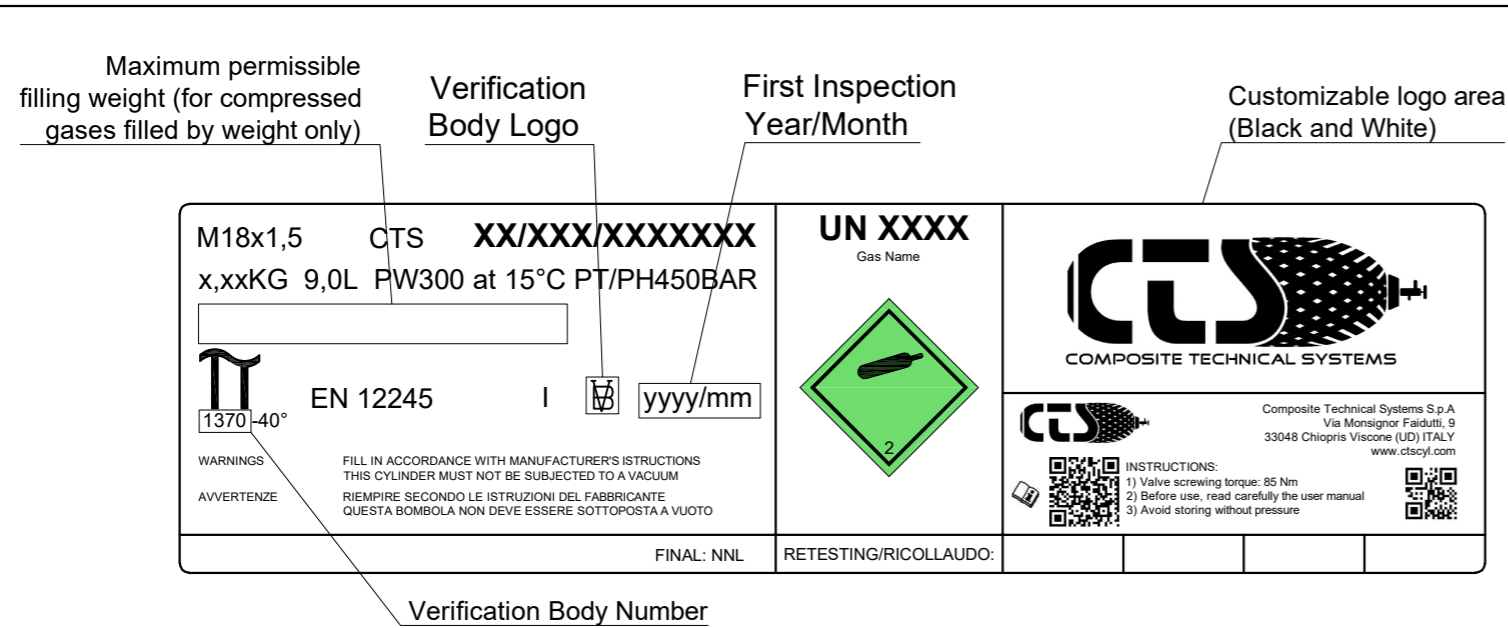 Maximum permissible
filling weight (for compressed
gases filled by weight only)
Verification
Body Logo
First Inspection
Year/Month
Customizable logo area
(Black and White)
M18x1,5 CTS XX/XXX/XXXXXXX
x,xxKG 9,0L PW300 at 15°C PT/PH450BAR
EN 12245 I VB yyyy/mm
1370 -40°
WARNINGS FILL IN ACCORDANCE WITH MANUFACTURER'S ISTRUCTIONS
THIS CYLINDER MUST NOT BE SUBJECTED TO A VACUUM
AVVERTENZE RIEMPIRE SECONDO LE ISTRUZIONI DEL FABBRICANTE
QUESTA BOMBOLA NON DEVE ESSERE SOTTOPOSTA A VUOTO
FINAL: NNL
UN XXXX
Gas Name
2
RETESTING/RICOLLAUDO:
CTS
COMPOSITE TECHNICAL SYSTEMS
CTS
Composite Technical Systems S.p.A
Via Monsignor Faidutti, 9
33048 Chiopris Viscone (UD) ITALY
www.ctscyl.com
INSTRUCTIONS:
1) Valve screwing torque: 85 Nm
2) Before use, read carefully the user manual
3) Avoid storing without pressure
Verification Body Number